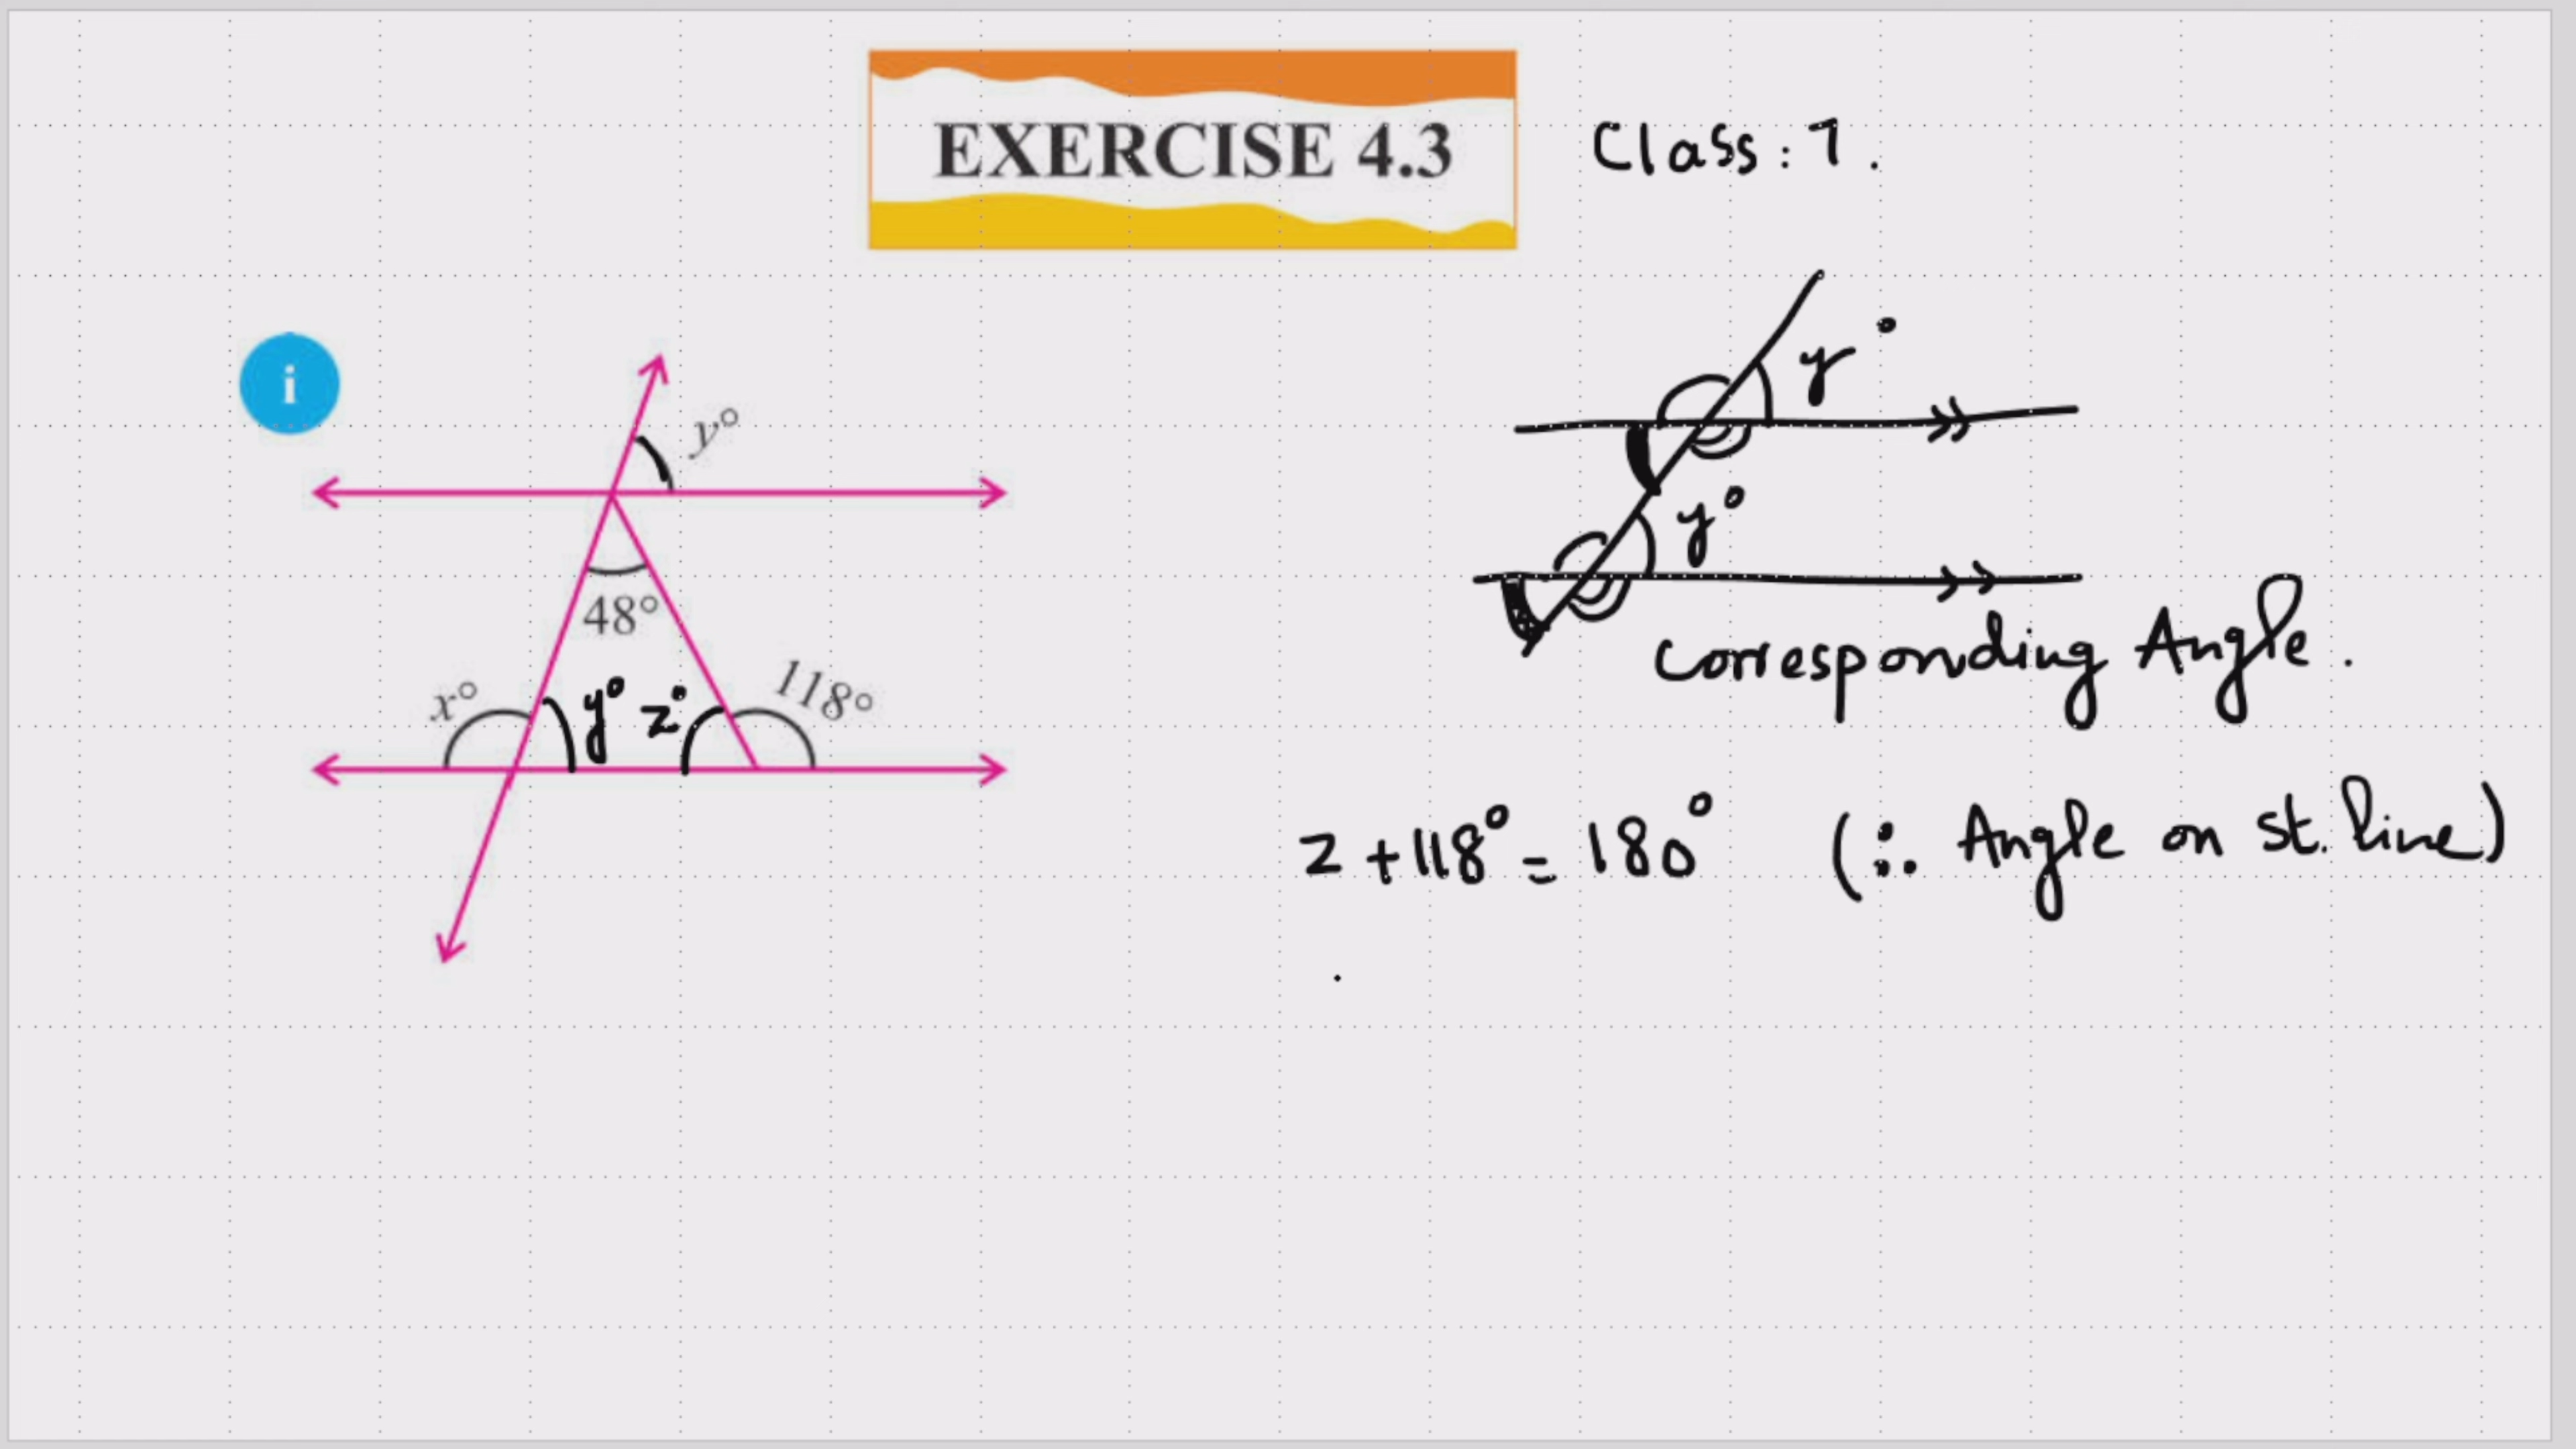 EXERCISE 4.3
Class: 7.
i
y°
y°
48°
y°
x°
y° z°
118°
Corresponding Angle.
z + 118° = 180° (∵ Angle on st. line)